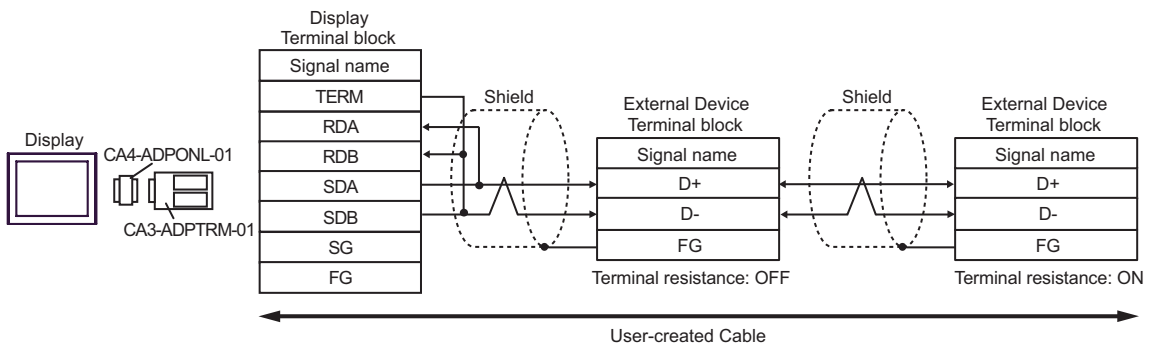 Display
CA4-ADPONL-01
CA3-ADPTRM-01
Display
Terminal block
Signal name
TERM
RDA
RDB
SDA
SDB
SG
FG
Shield
External Device
Terminal block
Signal name
D+
D-
FG
Terminal resistance: OFF
Shield
External Device
Terminal block
Signal name
D+
D-
FG
Terminal resistance: ON
User-created Cable